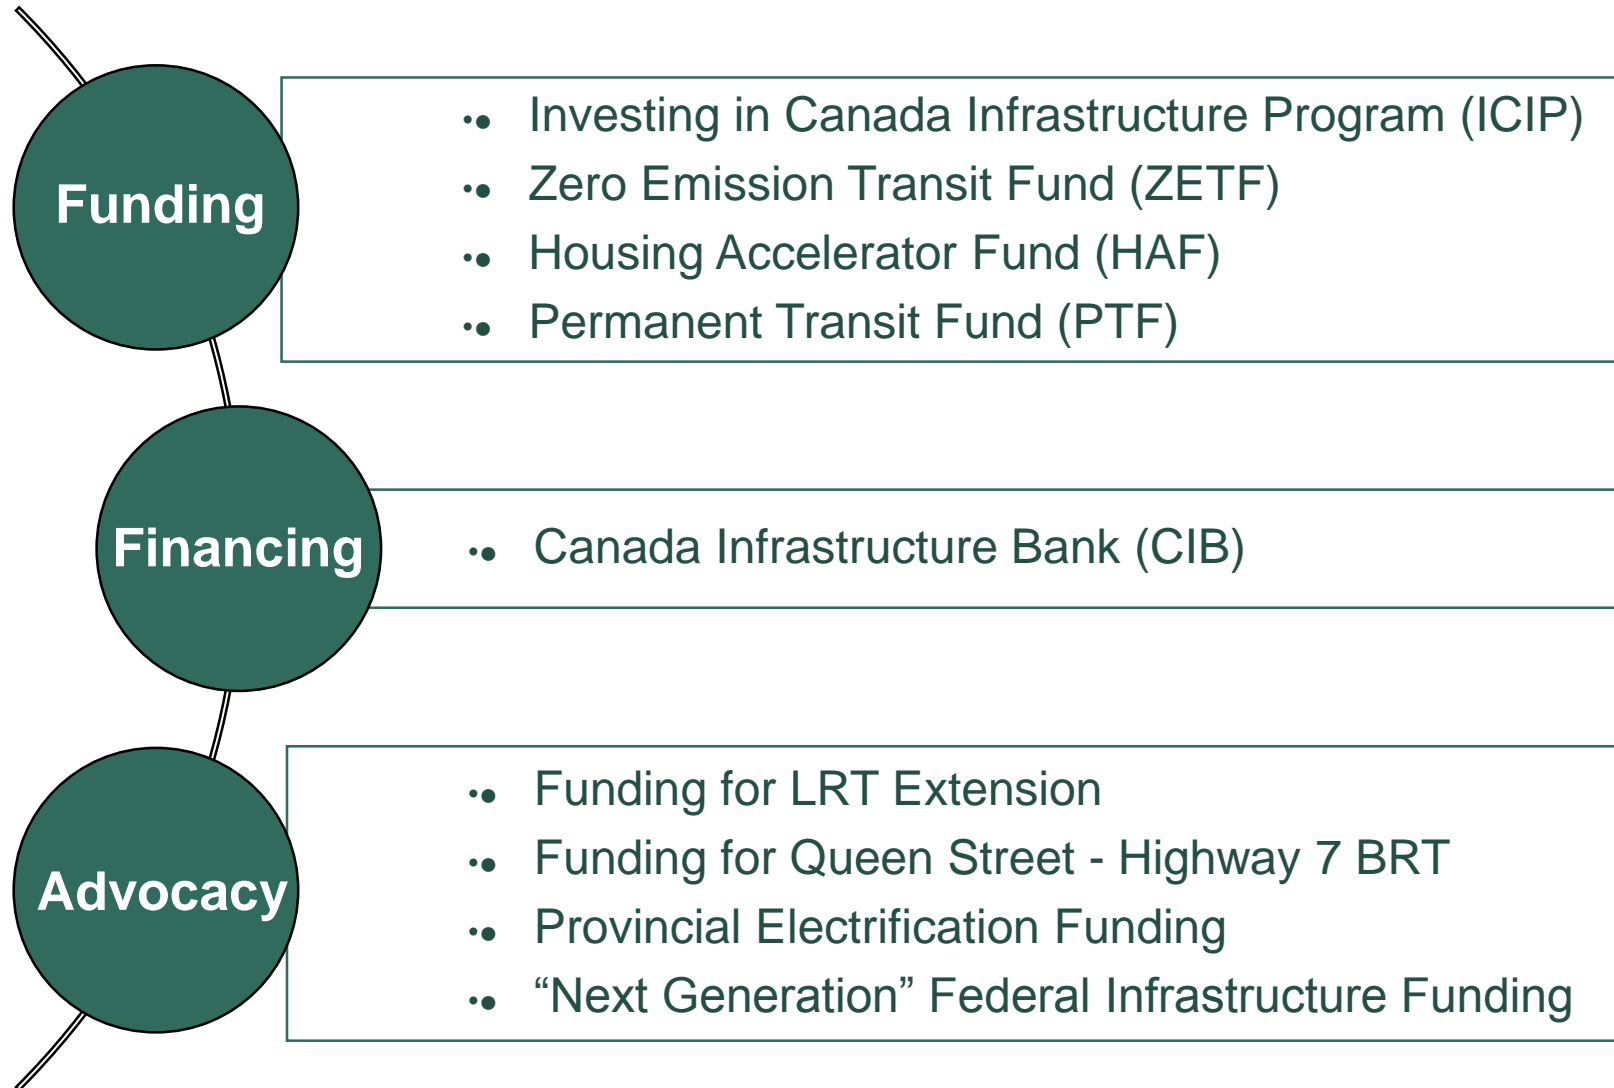 Funding
• Investing in Canada Infrastructure Program (ICIP)
• Zero Emission Transit Fund (ZETF)
• Housing Accelerator Fund (HAF)
• Permanent Transit Fund (PTF)
Financing
• Canada Infrastructure Bank (CIB)
Advocacy
• Funding for LRT Extension
• Funding for Queen Street - Highway 7 BRT
• Provincial Electrification Funding
• “Next Generation” Federal Infrastructure Funding